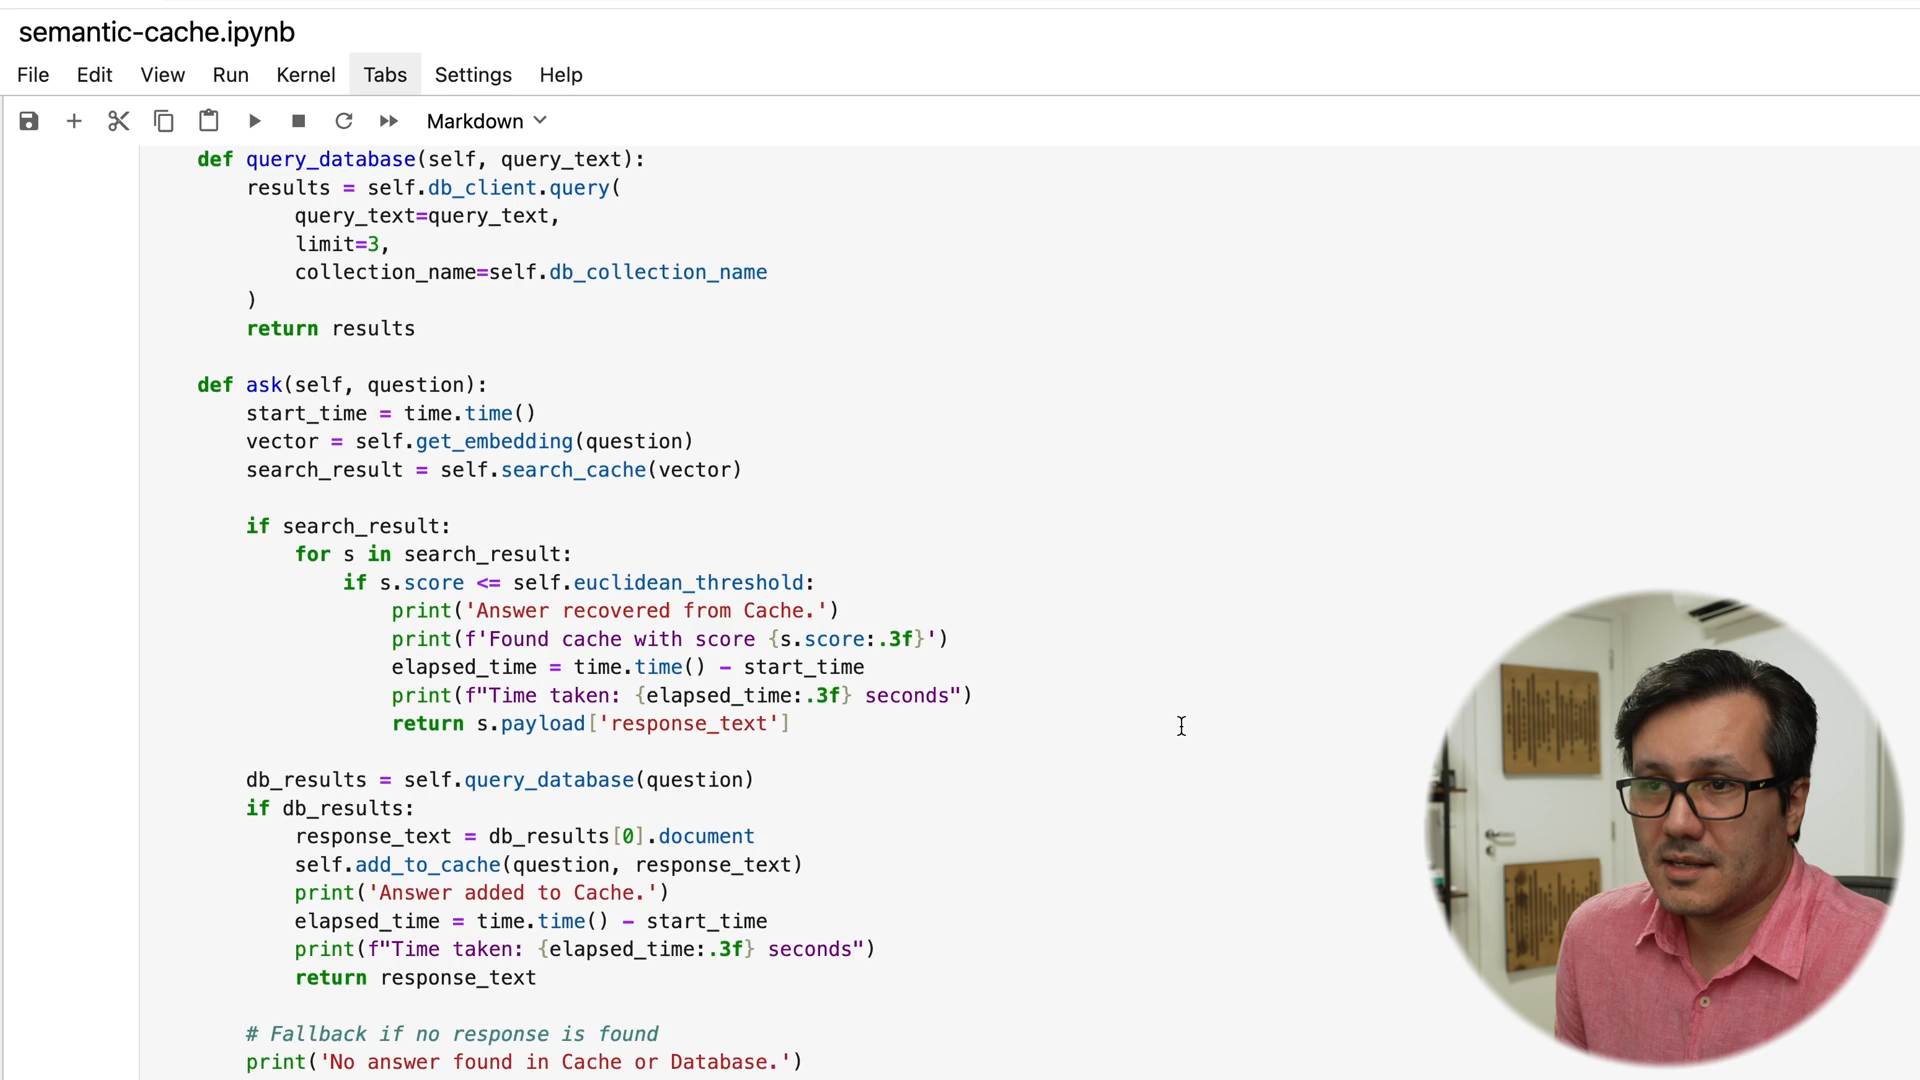 semantic-cache.ipynb
File Edit View Run Kernel Tabs Settings Help
Markdown
def query_database(self, query_text):
results = self.db_client.query(
query_text=query_text,
limit=3,
collection_name=self.db_collection_name
)
return results
def ask(self, question):
start_time = time.time()
vector = self.get_embedding(question)
search_result = self.search_cache(vector)
if search_result:
for s in search_result:
if s.score <= self.euclidean_threshold:
print('Answer recovered from Cache.')
print(f'Found cache with score {s.score:.3f}')
elapsed_time = time.time() - start_time
print(f"Time taken: {elapsed_time:.3f} seconds")
return s.payload['response_text']
db_results = self.query_database(question)
if db_results:
response_text = db_results[0].document
self.add_to_cache(question, response_text)
print('Answer added to Cache.')
elapsed_time = time.time() - start_time
print(f"Time taken: {elapsed_time:.3f} seconds")
return response_text
# Fallback if no response is found
print('No answer found in Cache or Database.')